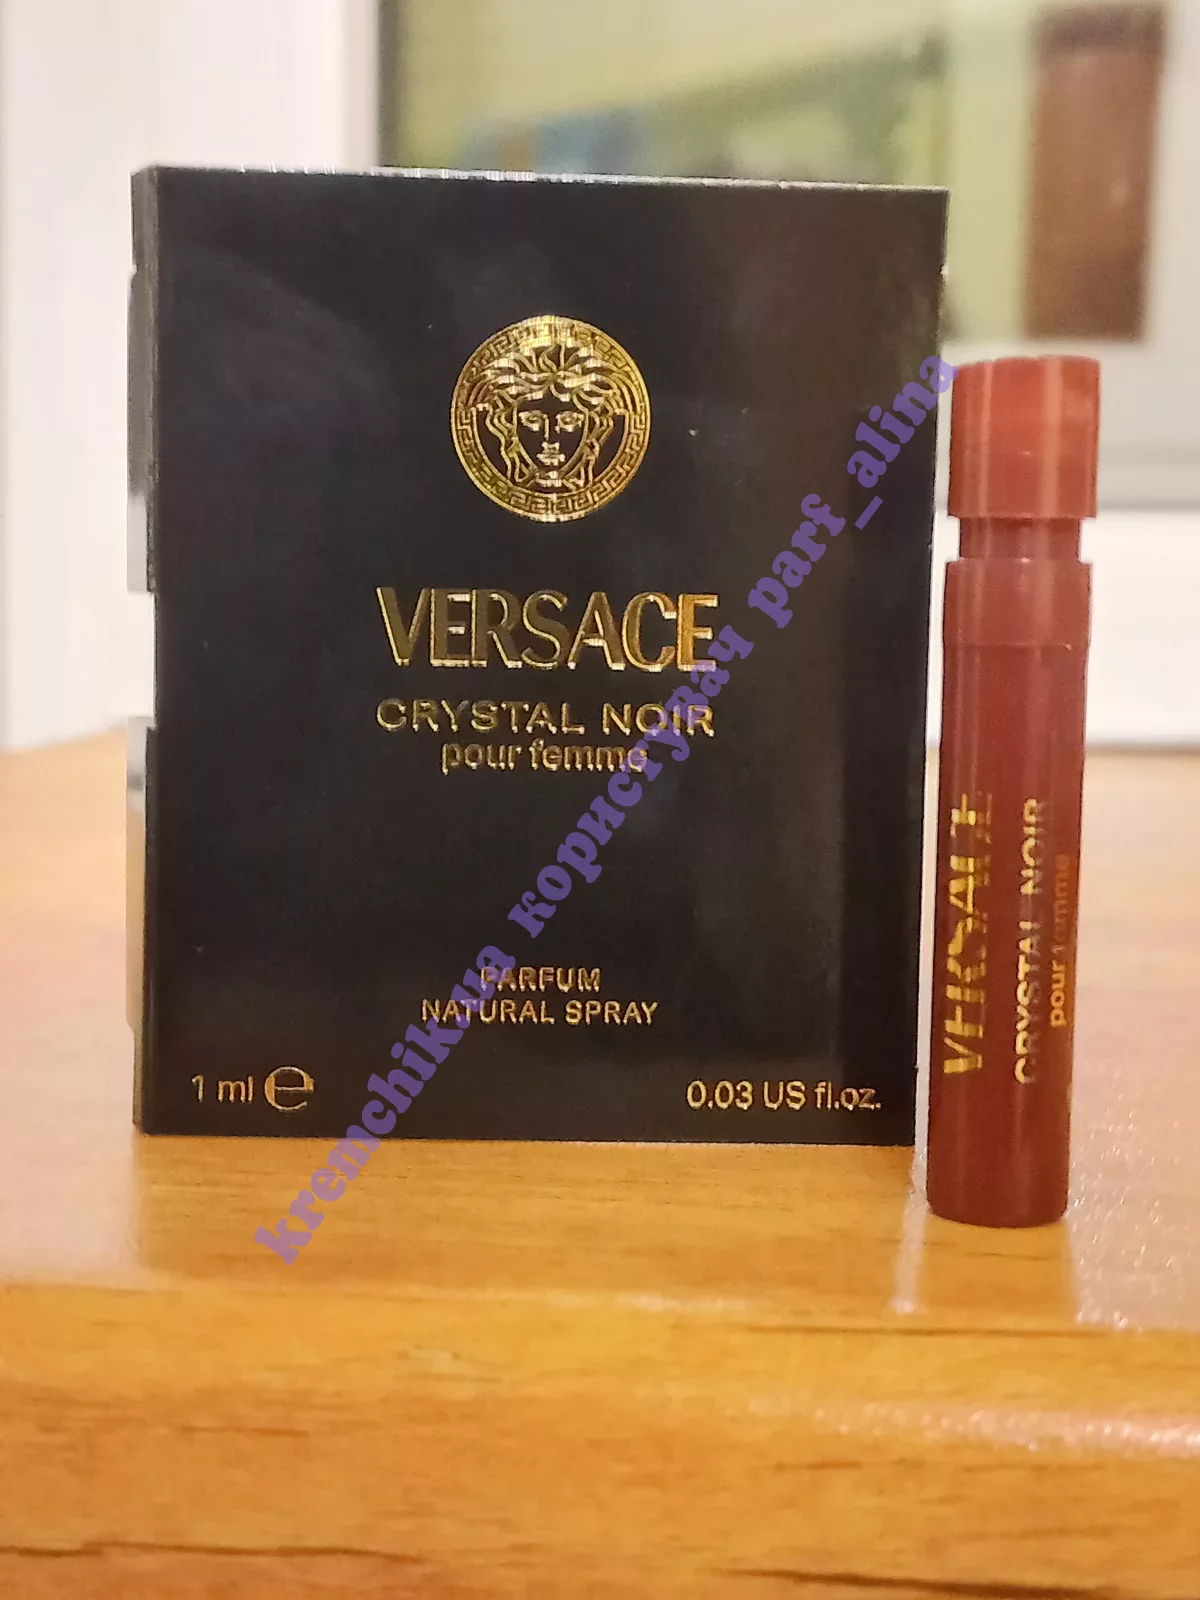 VERSACE
CRYSTAL NOIR
pour femme
PARFUM
NATURAL SPRAY
1 ml e
0.03 US fl.oz.
VERSACE
CRYSTAL NOIR
pour femme
kremchik.ua користувач parf_alina